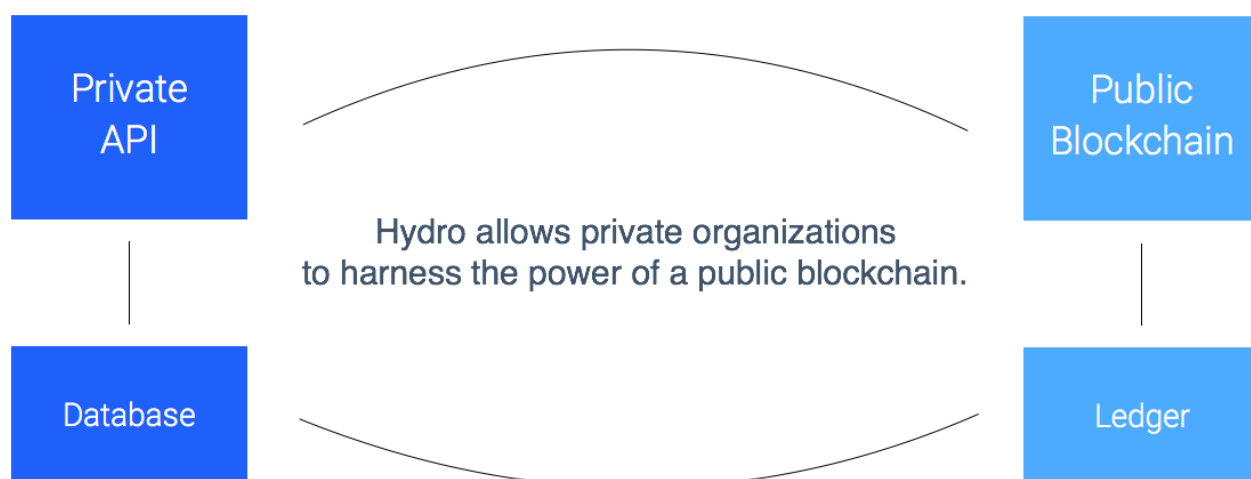 Private
API
Public
Blockchain
Hydro allows private organizations
to harness the power of a public blockchain.
Database
Ledger